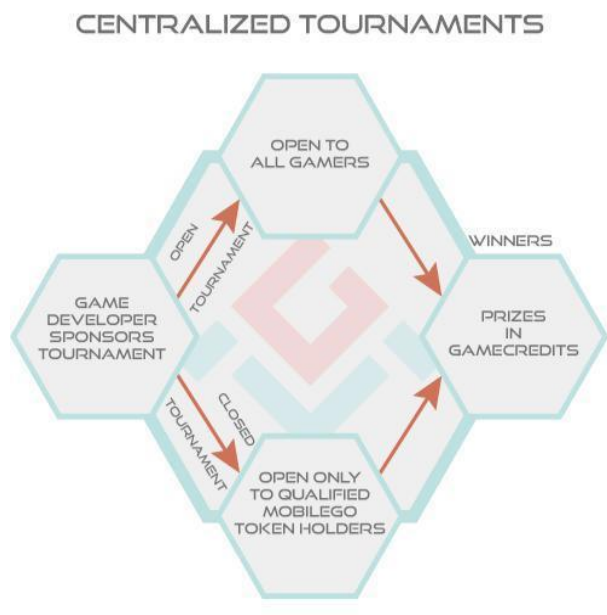 CENTRALIZED TOURNAMENTS
OPEN TO
ALL GAMERS
OPEN
TOURNAMENT
WINNERS
GAME
DEVELOPER
SPONSORS
TOURNAMENT
PRIZES
IN
GAMECREDITS
CLOSED
TOURNAMENT
OPEN ONLY
TO QUALIFIED
MOBILEGO
TOKEN HOLDERS